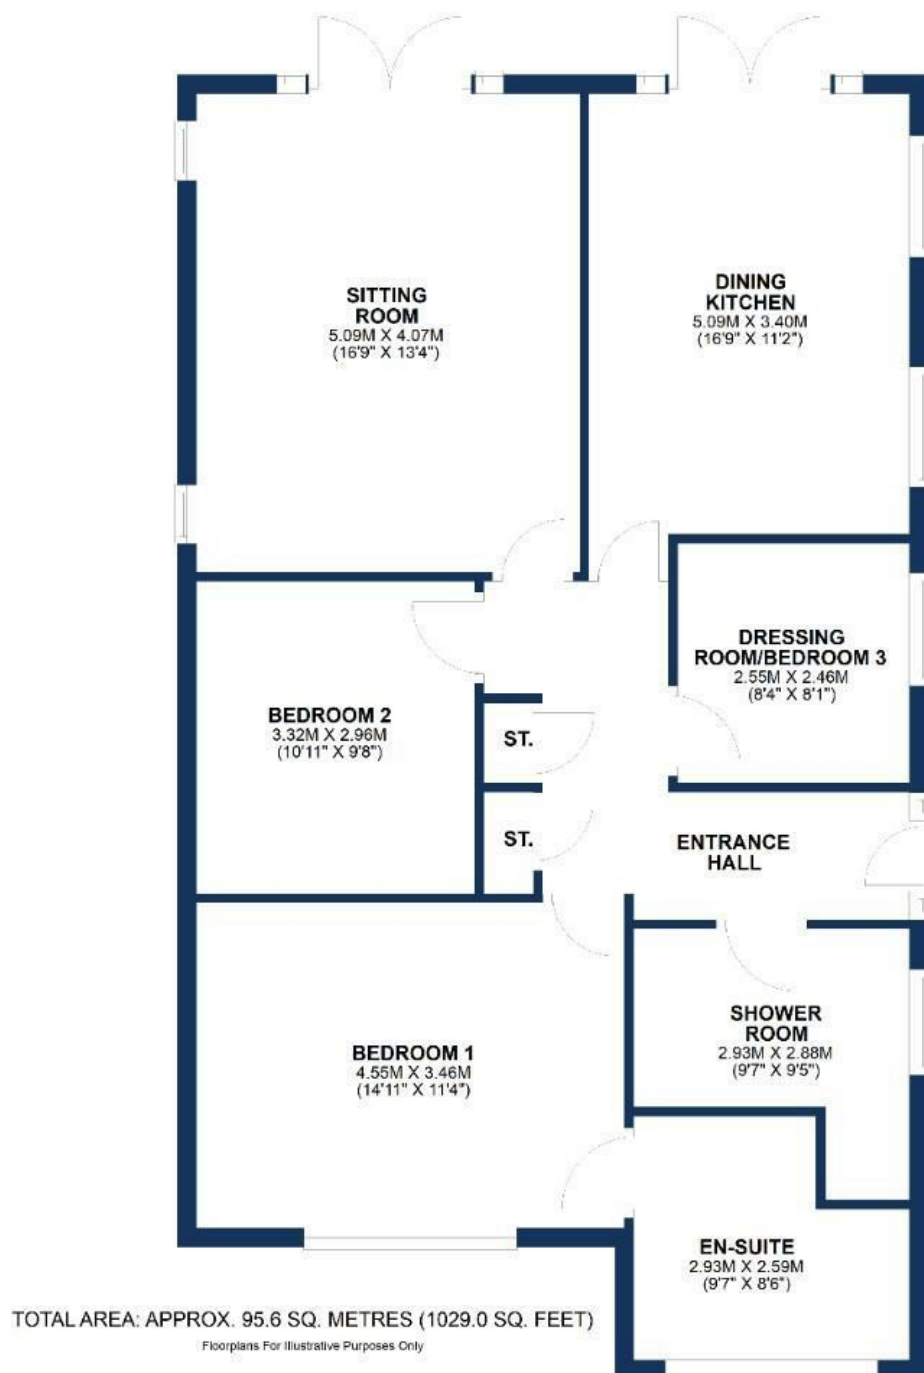 SITTING
ROOM
5.09M X 4.07M
(16'9" X 13'4")
DINING
KITCHEN
5.09M X 3.40M
(16'9" X 11'2")
DRESSING
ROOM/BEDROOM 3
2.55M X 2.46M
(8'4" X 8'1")
BEDROOM 2
3.32M X 2.96M
(10'11" X 9'8")
ST.
ST.
ENTRANCE
HALL
SHOWER
ROOM
2.93M X 2.88M
(9'7" X 9'5")
BEDROOM 1
4.55M X 3.46M
(14'11" X 11'4")
EN-SUITE
2.93M X 2.59M
(9'7" X 8'6")
TOTAL AREA: APPROX. 95.6 SQ. METRES (1029.0 SQ. FEET)
Floorplans For Illustrative Purposes Only